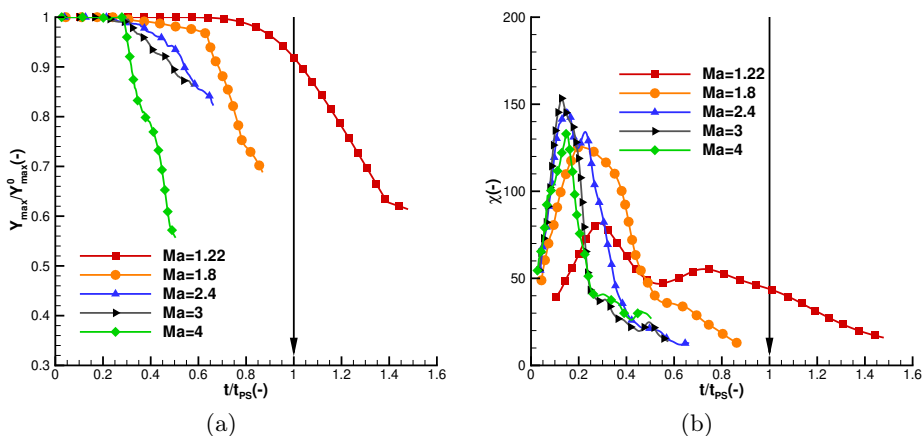 Y_max/Y^0_max(-)
1
0.9
0.8
0.7
0.6
0.5
0.4
0.3
0 0.2 0.4 0.6 0.8 1 1.2 1.4 1.6
t/t_PS(-)
Ma=1.22
Ma=1.8
Ma=2.4
Ma=3
Ma=4
(a)
χ(-)
200
150
100
50
0
0 0.2 0.4 0.6 0.8 1 1.2 1.4 1.6
t/t_PS(-)
Ma=1.22
Ma=1.8
Ma=2.4
Ma=3
Ma=4
(b)